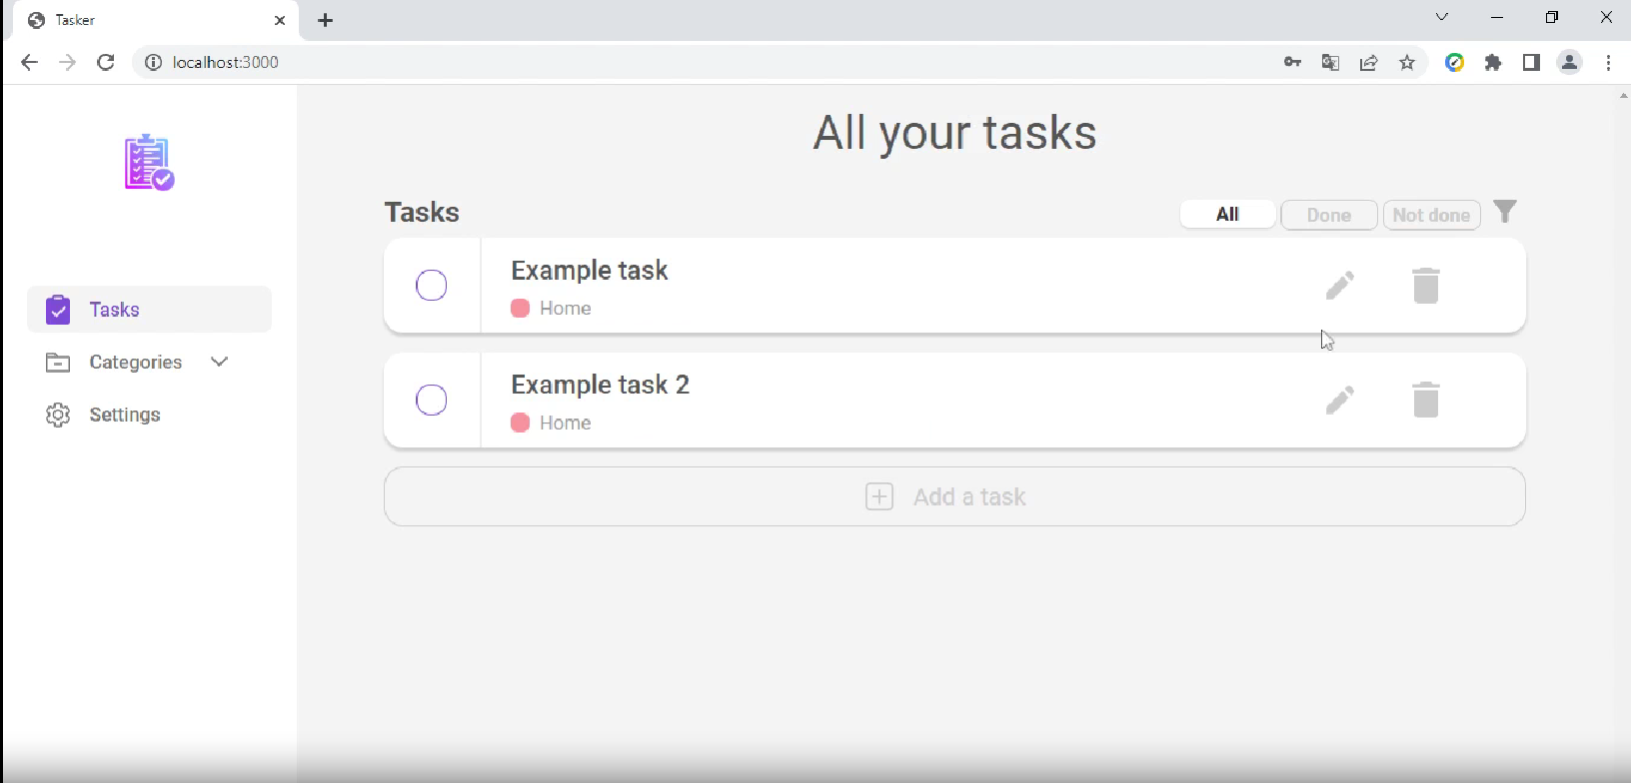 Tasker
localhost:3000
All your tasks
Tasks
All Done Not done
Example task
Home
Tasks
Categories
Example task 2
Settings
Home
Add a task